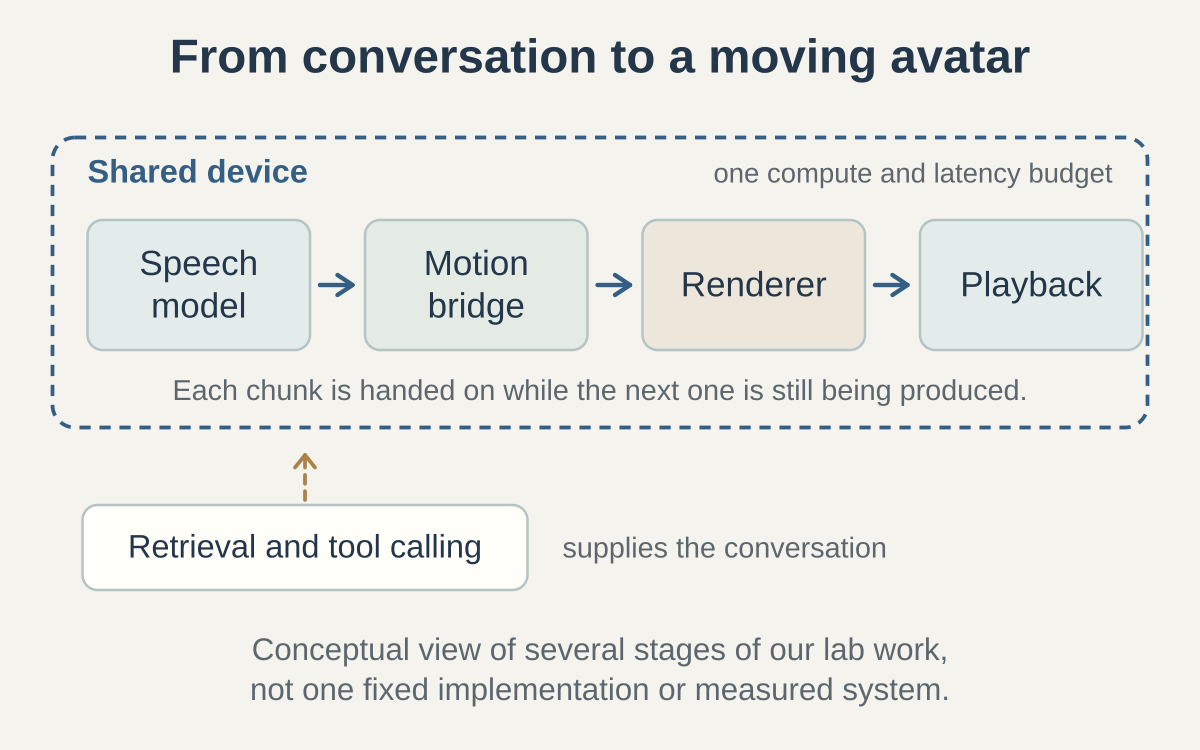 From conversation to a moving avatar
Shared device
one compute and latency budget
Speech
model
Motion
bridge
Renderer
Playback
Each chunk is handed on while the next one is still being produced.
Retrieval and tool calling
supplies the conversation
Conceptual view of several stages of our lab work,
not one fixed implementation or measured system.